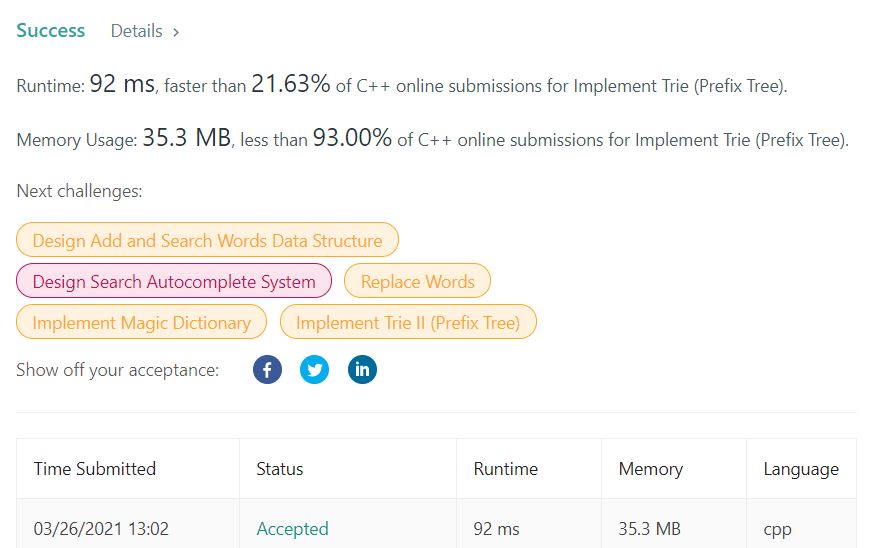 Success Details >
Runtime: 92 ms, faster than 21.63% of C++ online submissions for Implement Trie (Prefix Tree).
Memory Usage: 35.3 MB, less than 93.00% of C++ online submissions for Implement Trie (Prefix Tree).
Next challenges:
Design Add and Search Words Data Structure
Design Search Autocomplete System Replace Words
Implement Magic Dictionary Implement Trie II (Prefix Tree)
Show off your acceptance: f in
Time Submitted Status Runtime Memory Language
03/26/2021 13:02 Accepted 92 ms 35.3 MB cpp